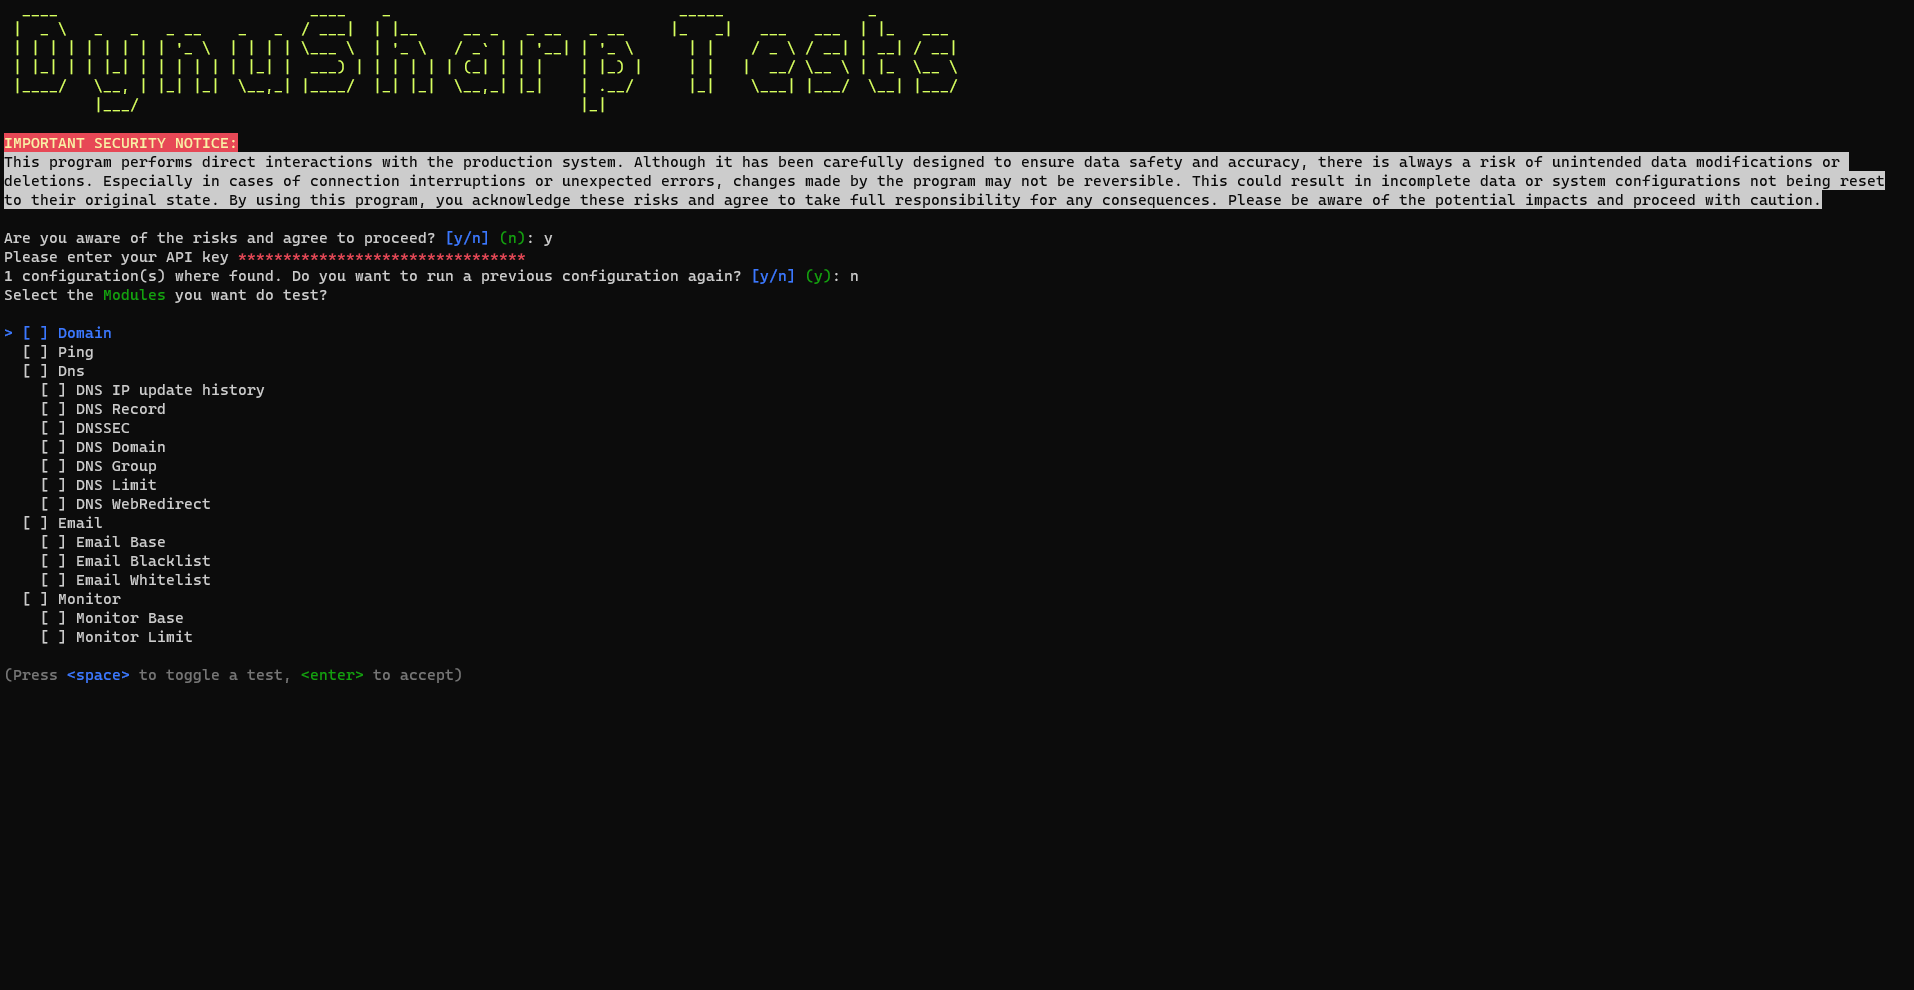 DynuSharp Tests
IMPORTANT SECURITY NOTICE:
This program performs direct interactions with the production system. Although it has been carefully designed to ensure data safety and accuracy, there is always a risk of unintended data modifications or
deletions. Especially in cases of connection interruptions or unexpected errors, changes made by the program may not be reversible. This could result in incomplete data or system configurations not being reset
to their original state. By using this program, you acknowledge these risks and agree to take full responsibility for any consequences. Please be aware of the potential impacts and proceed with caution.
Are you aware of the risks and agree to proceed? [y/n] (n): y
Please enter your API key ********************************
1 configuration(s) where found. Do you want to run a previous configuration again? [y/n] (y): n
Select the Modules you want do test?
> [ ] Domain
[ ] Ping
[ ] Dns
[ ] DNS IP update history
[ ] DNS Record
[ ] DNSSEC
[ ] DNS Domain
[ ] DNS Group
[ ] DNS Limit
[ ] DNS WebRedirect
[ ] Email
[ ] Email Base
[ ] Email Blacklist
[ ] Email Whitelist
[ ] Monitor
[ ] Monitor Base
[ ] Monitor Limit
(Press <space> to toggle a test, <enter> to accept)